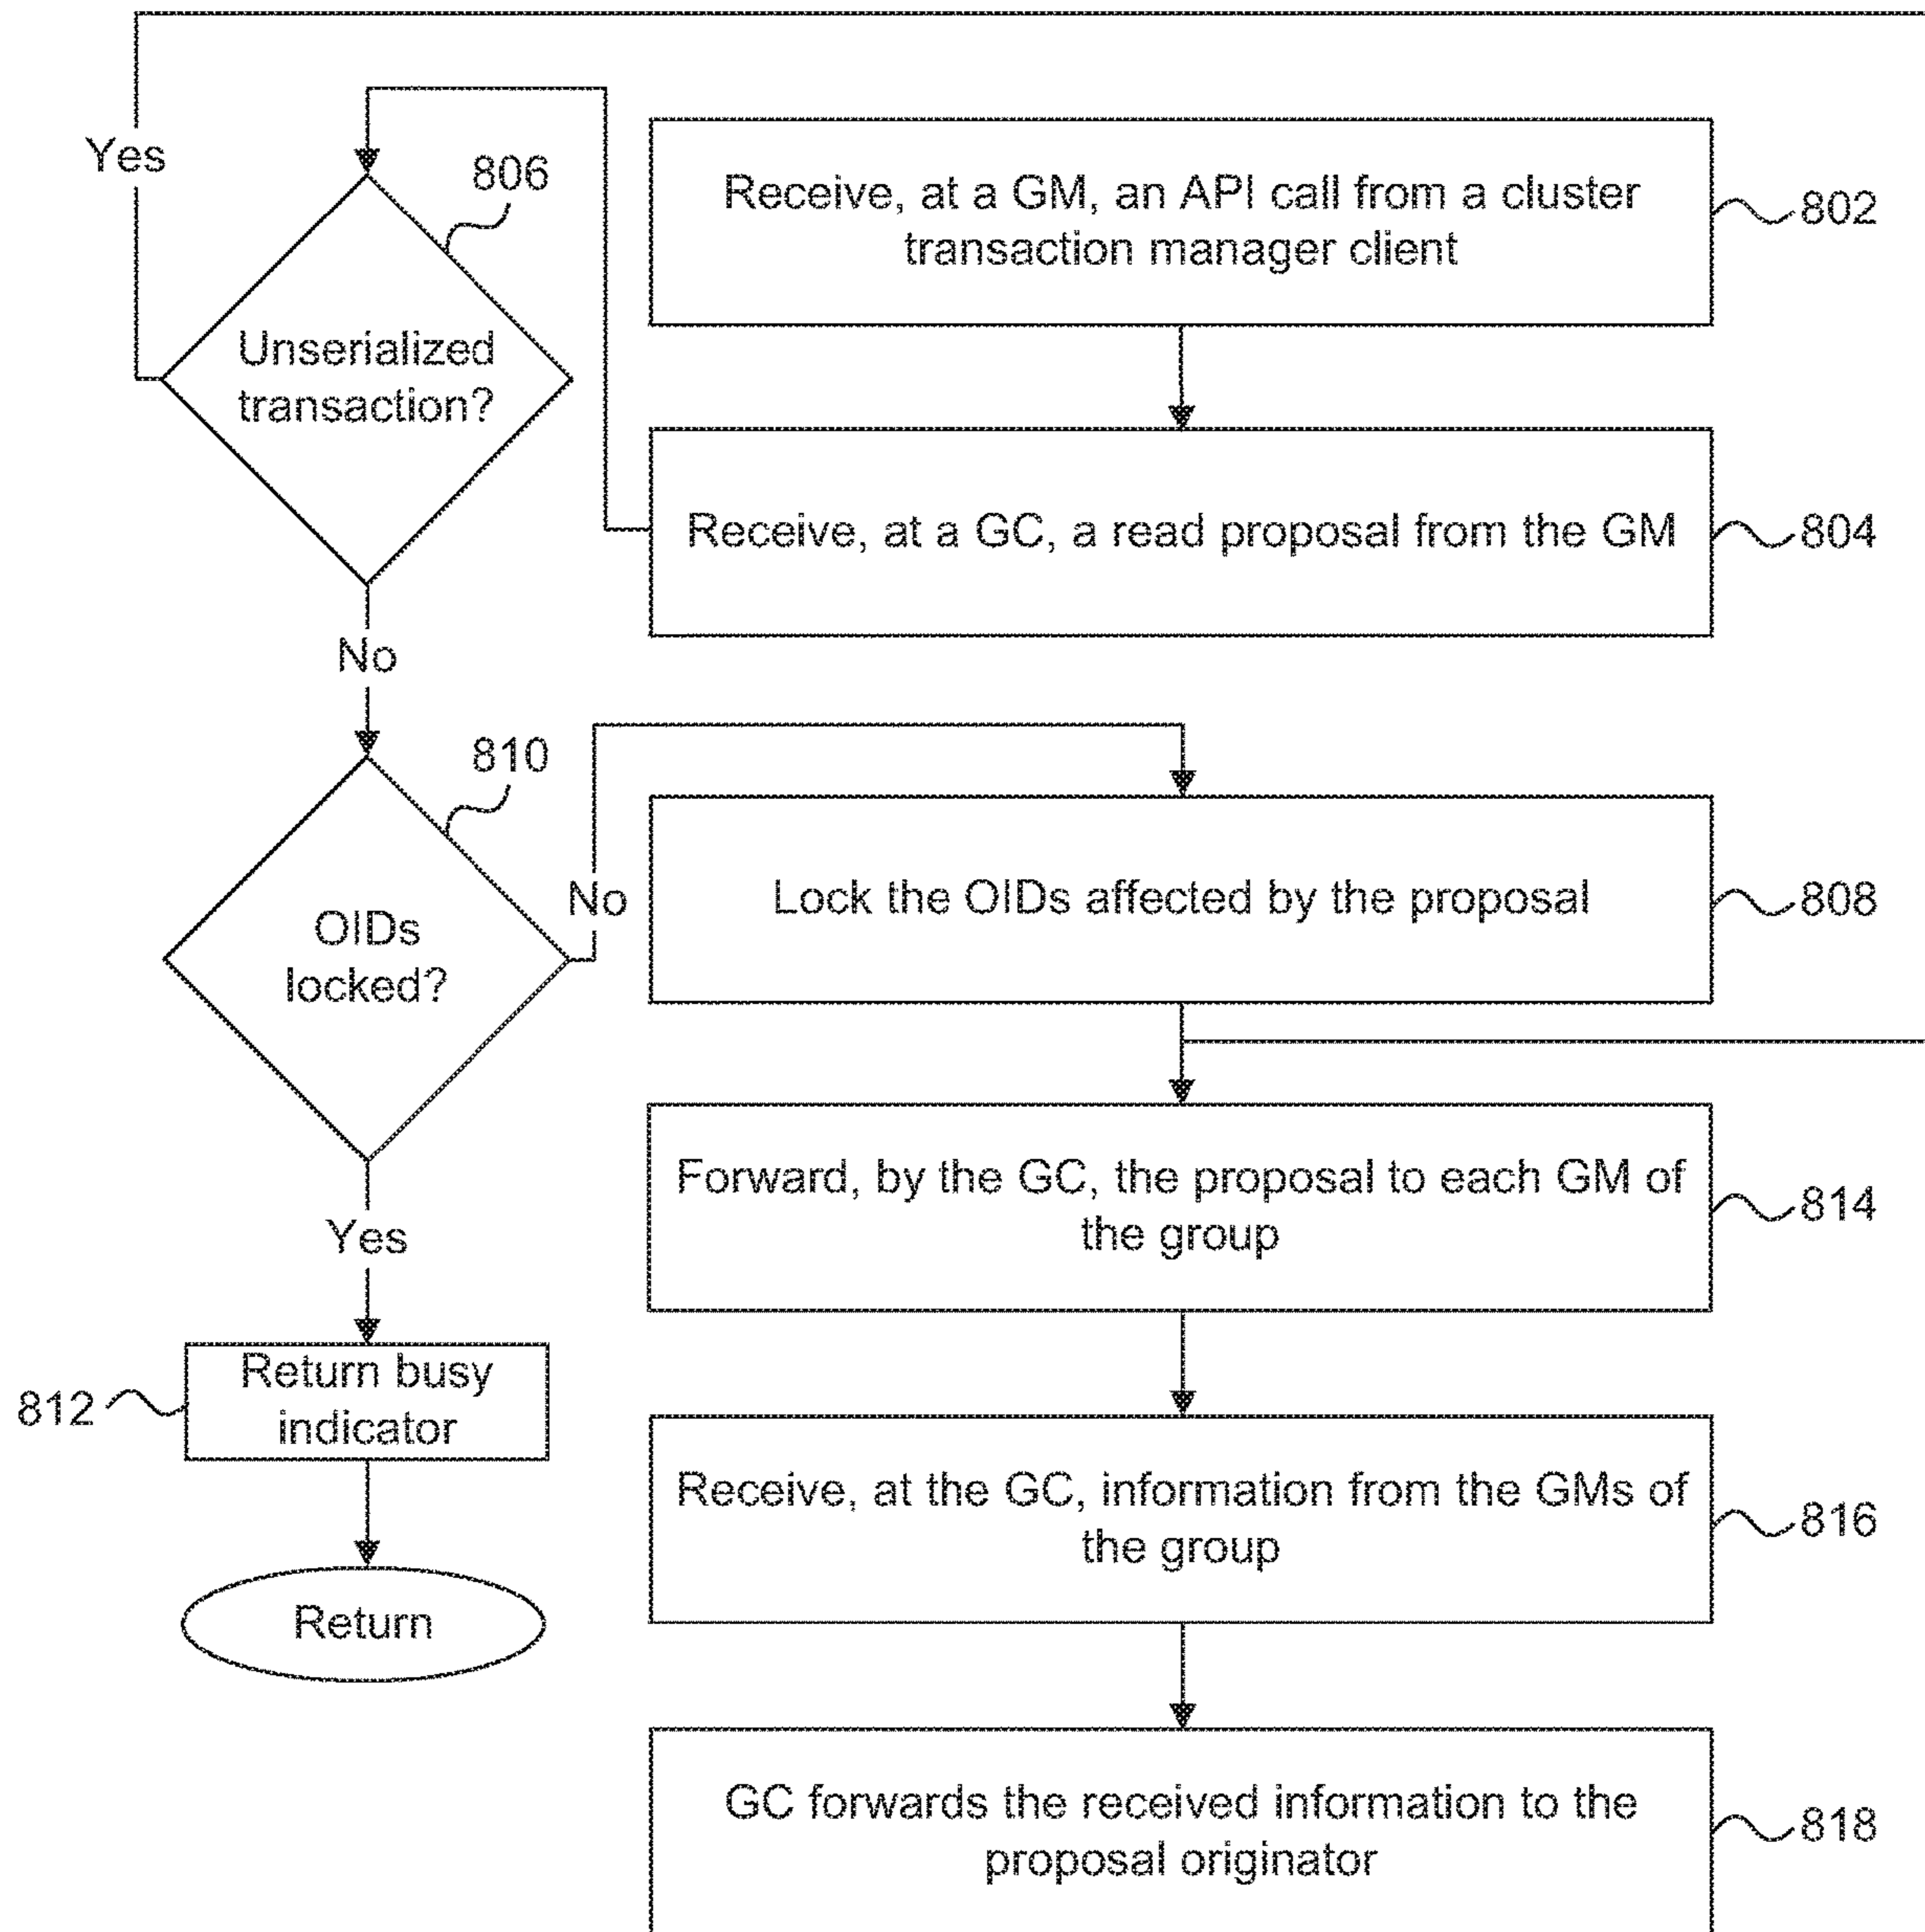 Yes
806
Unserialized
transaction?
Receive, at a GM, an API call from a cluster
transaction manager client
802
Receive, at a GC, a read proposal from the GM
804
No
810
OIDs
locked?
No
Lock the OIDs affected by the proposal
808
Yes
Forward, by the GC, the proposal to each GM of
the group
814
812
Return busy
indicator
Receive, at the GC, information from the GMs of
the group
816
Return
GC forwards the received information to the
proposal originator
818